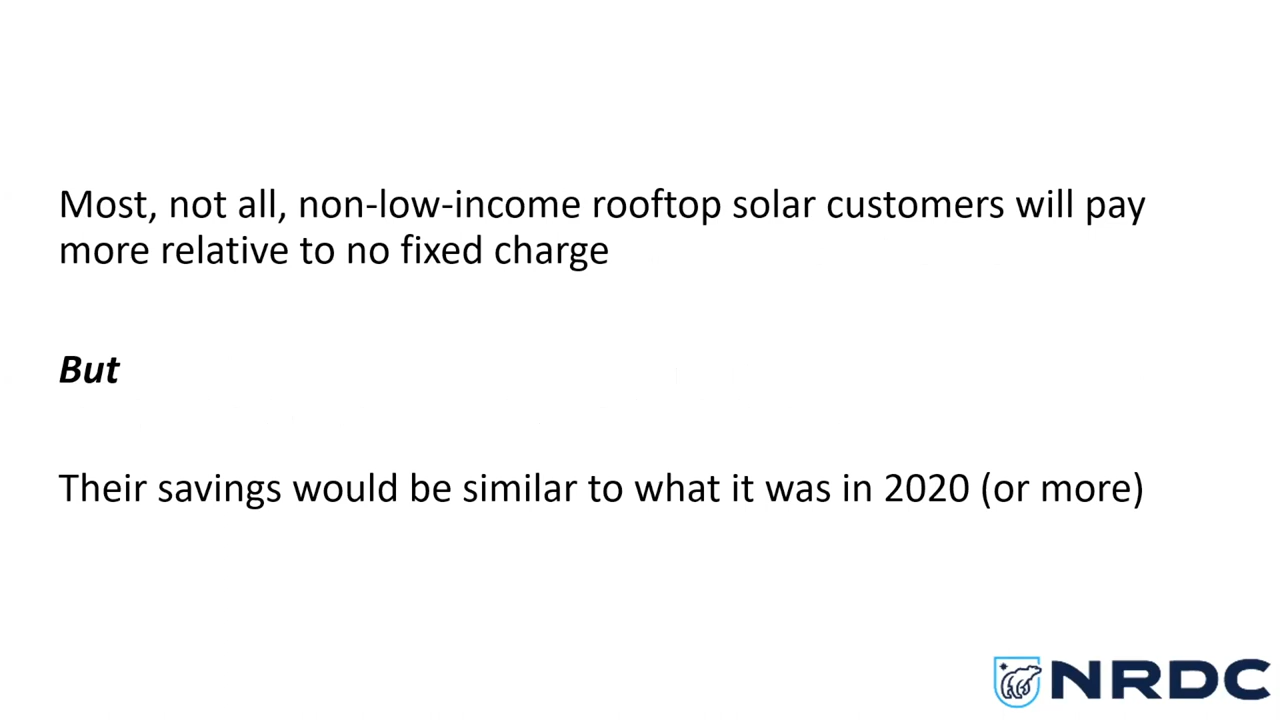 Most, not all, non-low-income rooftop solar customers will pay
more relative to no fixed charge
But
Their savings would be similar to what it was in 2020 (or more)
NRDC